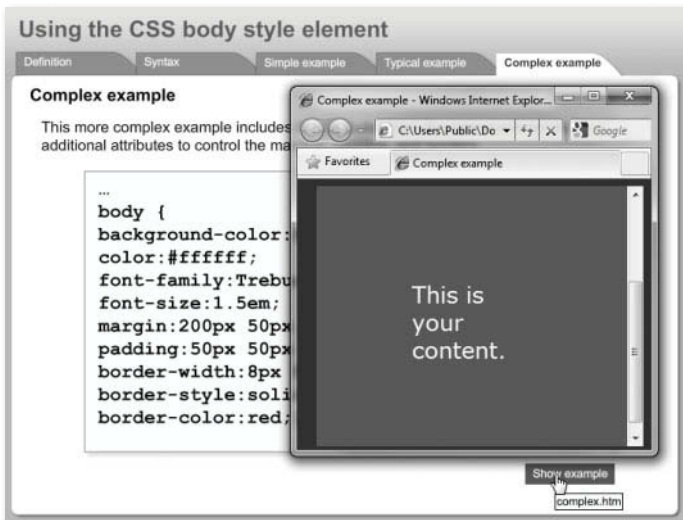 Using the CSS body style element
Definition
Syntax
Simple example
Typical example
Complex example
Complex example
This more complex example includes
additional attributes to control the ma
...
body {
background-color:
color:#ffffff;
font-family:Trebu
font-size:1.5em;
margin:200px 50px
padding:50px 50px
border-width:8px
border-style:soli
border-color:red;
Complex example - Windows Internet Explor...
C:\Users\Public\Do
Google
Favorites
Complex example
This is
your
content.
Show example
complex.htm